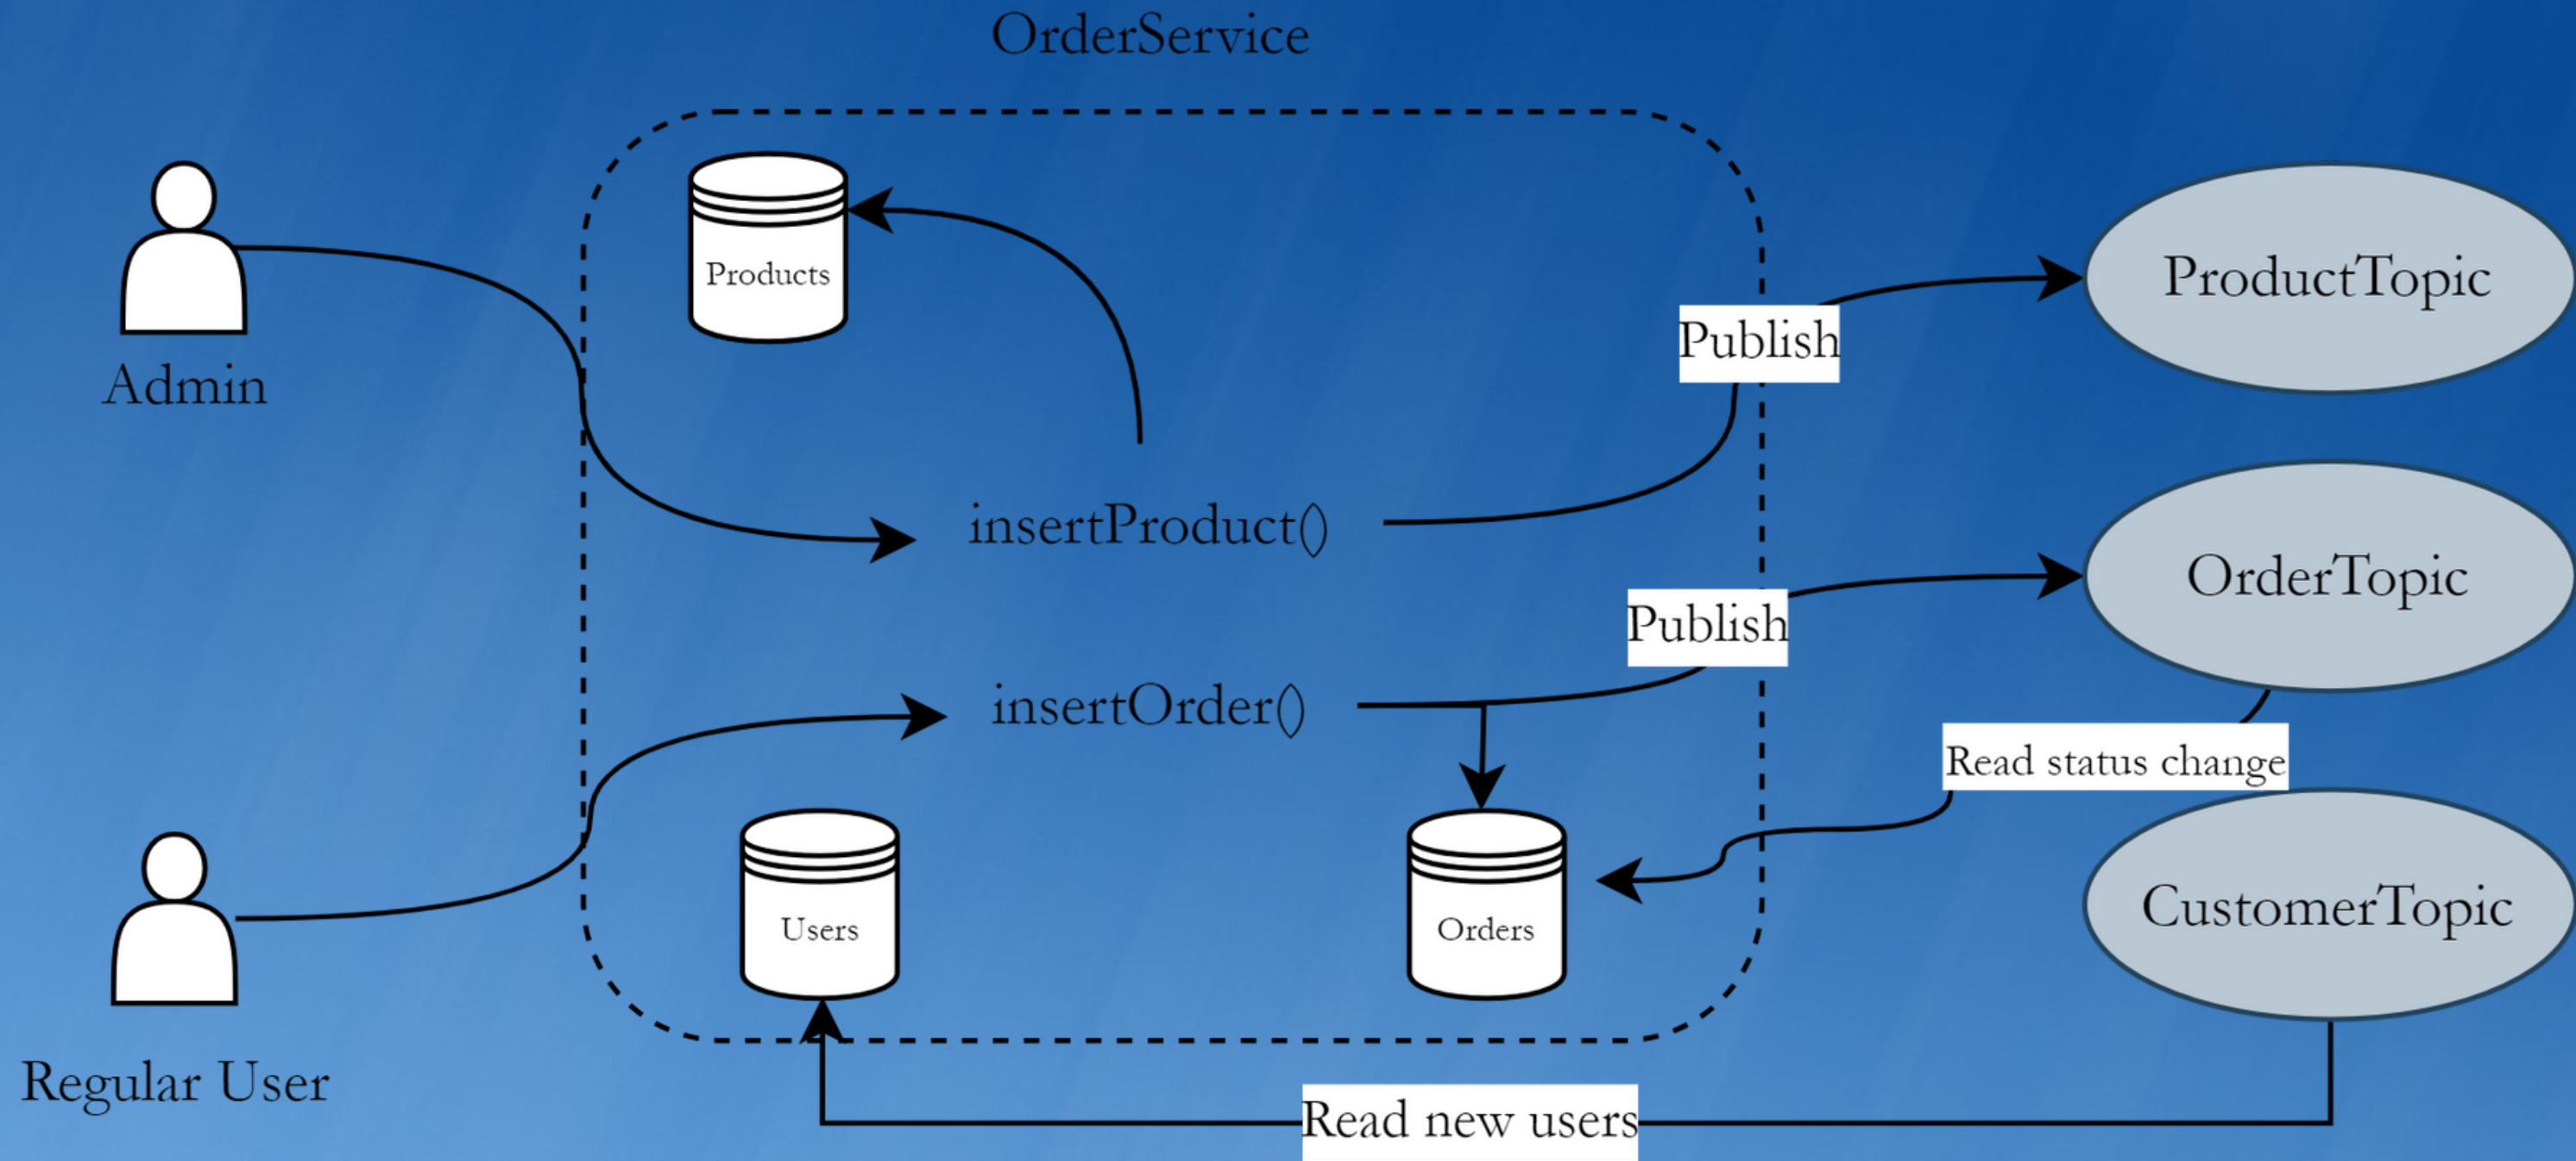 OrderService
Products
ProductTopic
Publish
Admin
insertProduct()
OrderTopic
Publish
insertOrder()
Read status change
Users
Orders
CustomerTopic
Regular User
Read new users